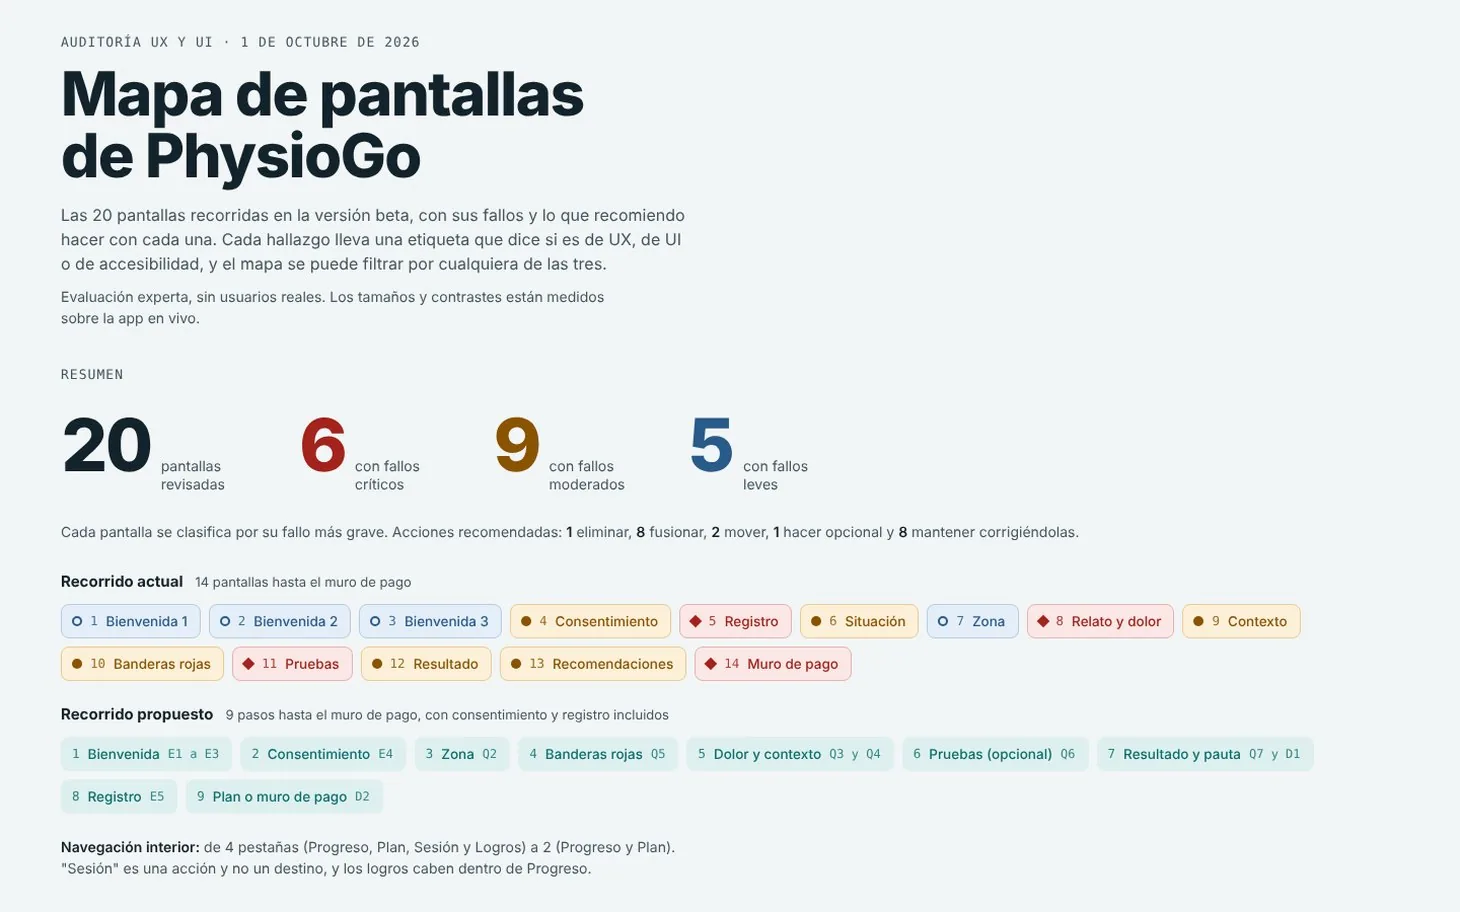 AUDITORÍA UX Y UI · 1 DE OCTUBRE DE 2026
Mapa de pantallas
de PhysioGo
Las 20 pantallas recorridas en la versión beta, con sus fallos y lo que recomiendo
hacer con cada una. Cada hallazgo lleva una etiqueta que dice si es de UX, de UI
o de accesibilidad, y el mapa se puede filtrar por cualquiera de las tres.
Evaluación experta, sin usuarios reales. Los tamaños y contrastes están medidos
sobre la app en vivo.
RESUMEN
20 pantallas revisadas
6 con fallos críticos
9 con fallos moderados
5 con fallos leves
Cada pantalla se clasifica por su fallo más grave. Acciones recomendadas: 1 eliminar, 8 fusionar, 2 mover, 1 hacer opcional y 8 mantener corrigiéndolas.
Recorrido actual 14 pantallas hasta el muro de pago
1 Bienvenida 1 2 Bienvenida 2 3 Bienvenida 3 4 Consentimiento 5 Registro 6 Situación 7 Zona 8 Relato y dolor 9 Contexto
10 Banderas rojas 11 Pruebas 12 Resultado 13 Recomendaciones 14 Muro de pago
Recorrido propuesto 9 pasos hasta el muro de pago, con consentimiento y registro incluidos
1 Bienvenida E1 a E3 2 Consentimiento E4 3 Zona Q2 4 Banderas rojas Q5 5 Dolor y contexto Q3 y Q4 6 Pruebas (opcional) Q6 7 Resultado y pauta Q7 y D1
8 Registro E5 9 Plan o muro de pago D2
Navegación interior: de 4 pestañas (Progreso, Plan, Sesión y Logros) a 2 (Progreso y Plan).
"Sesión" es una acción y no un destino, y los logros caben dentro de Progreso.